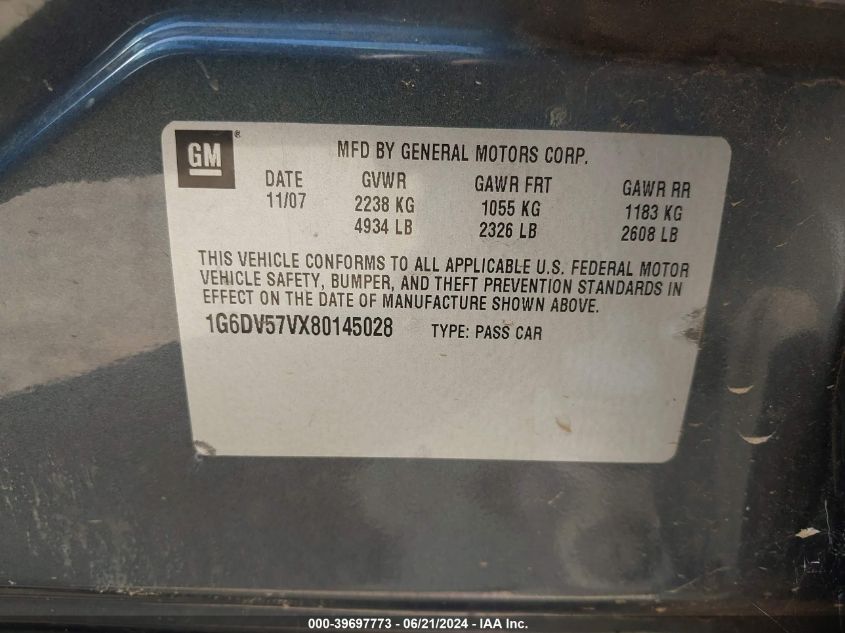 GM®
MFD BY GENERAL MOTORS CORP.
DATE GVWR GAWR FRT GAWR RR
11/07 2238 KG 1055 KG 1183 KG
4934 LB 2326 LB 2608 LB
THIS VEHICLE CONFORMS TO ALL APPLICABLE U.S. FEDERAL MOTOR
VEHICLE SAFETY, BUMPER, AND THEFT PREVENTION STANDARDS IN
EFFECT ON THE DATE OF MANUFACTURE SHOWN ABOVE.
1G6DV57VX80145028 TYPE: PASS CAR
000-39697773 - 06/21/2024 - IAA Inc.